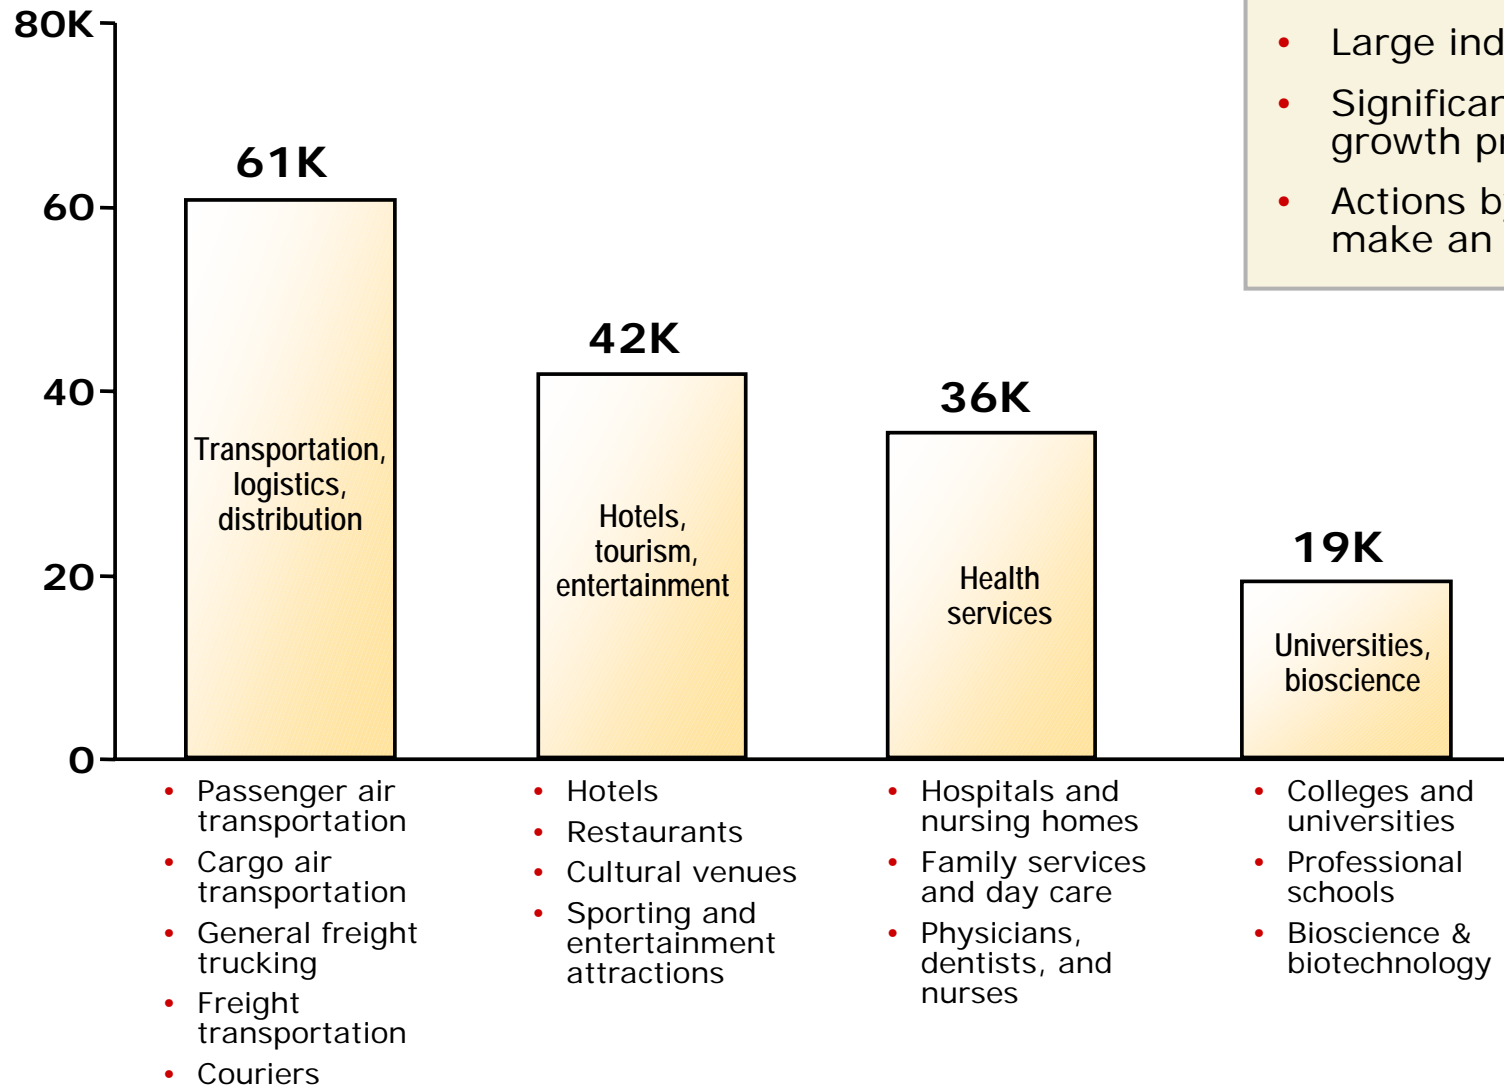 80K
60
40
20
0
61K
42K
36K
19K
Transportation,
logistics,
distribution
Hotels,
tourism,
entertainment
Health
services
Universities,
bioscience
• Large
• 
growth
• Actions
make an
• Passenger air
transportation
• Cargo air
transportation
• General freight
trucking
• Freight
transportation
• Couriers
• Hotels
• Restaurants
• Cultural venues
• Sporting and
entertainment
attractions
• Hospitals and
nursing homes
• Family services
and day care
• Physicians,
dentists, and
nurses
• Colleges and
universities
• Professional
schools
• Bioscience &
biotechnology